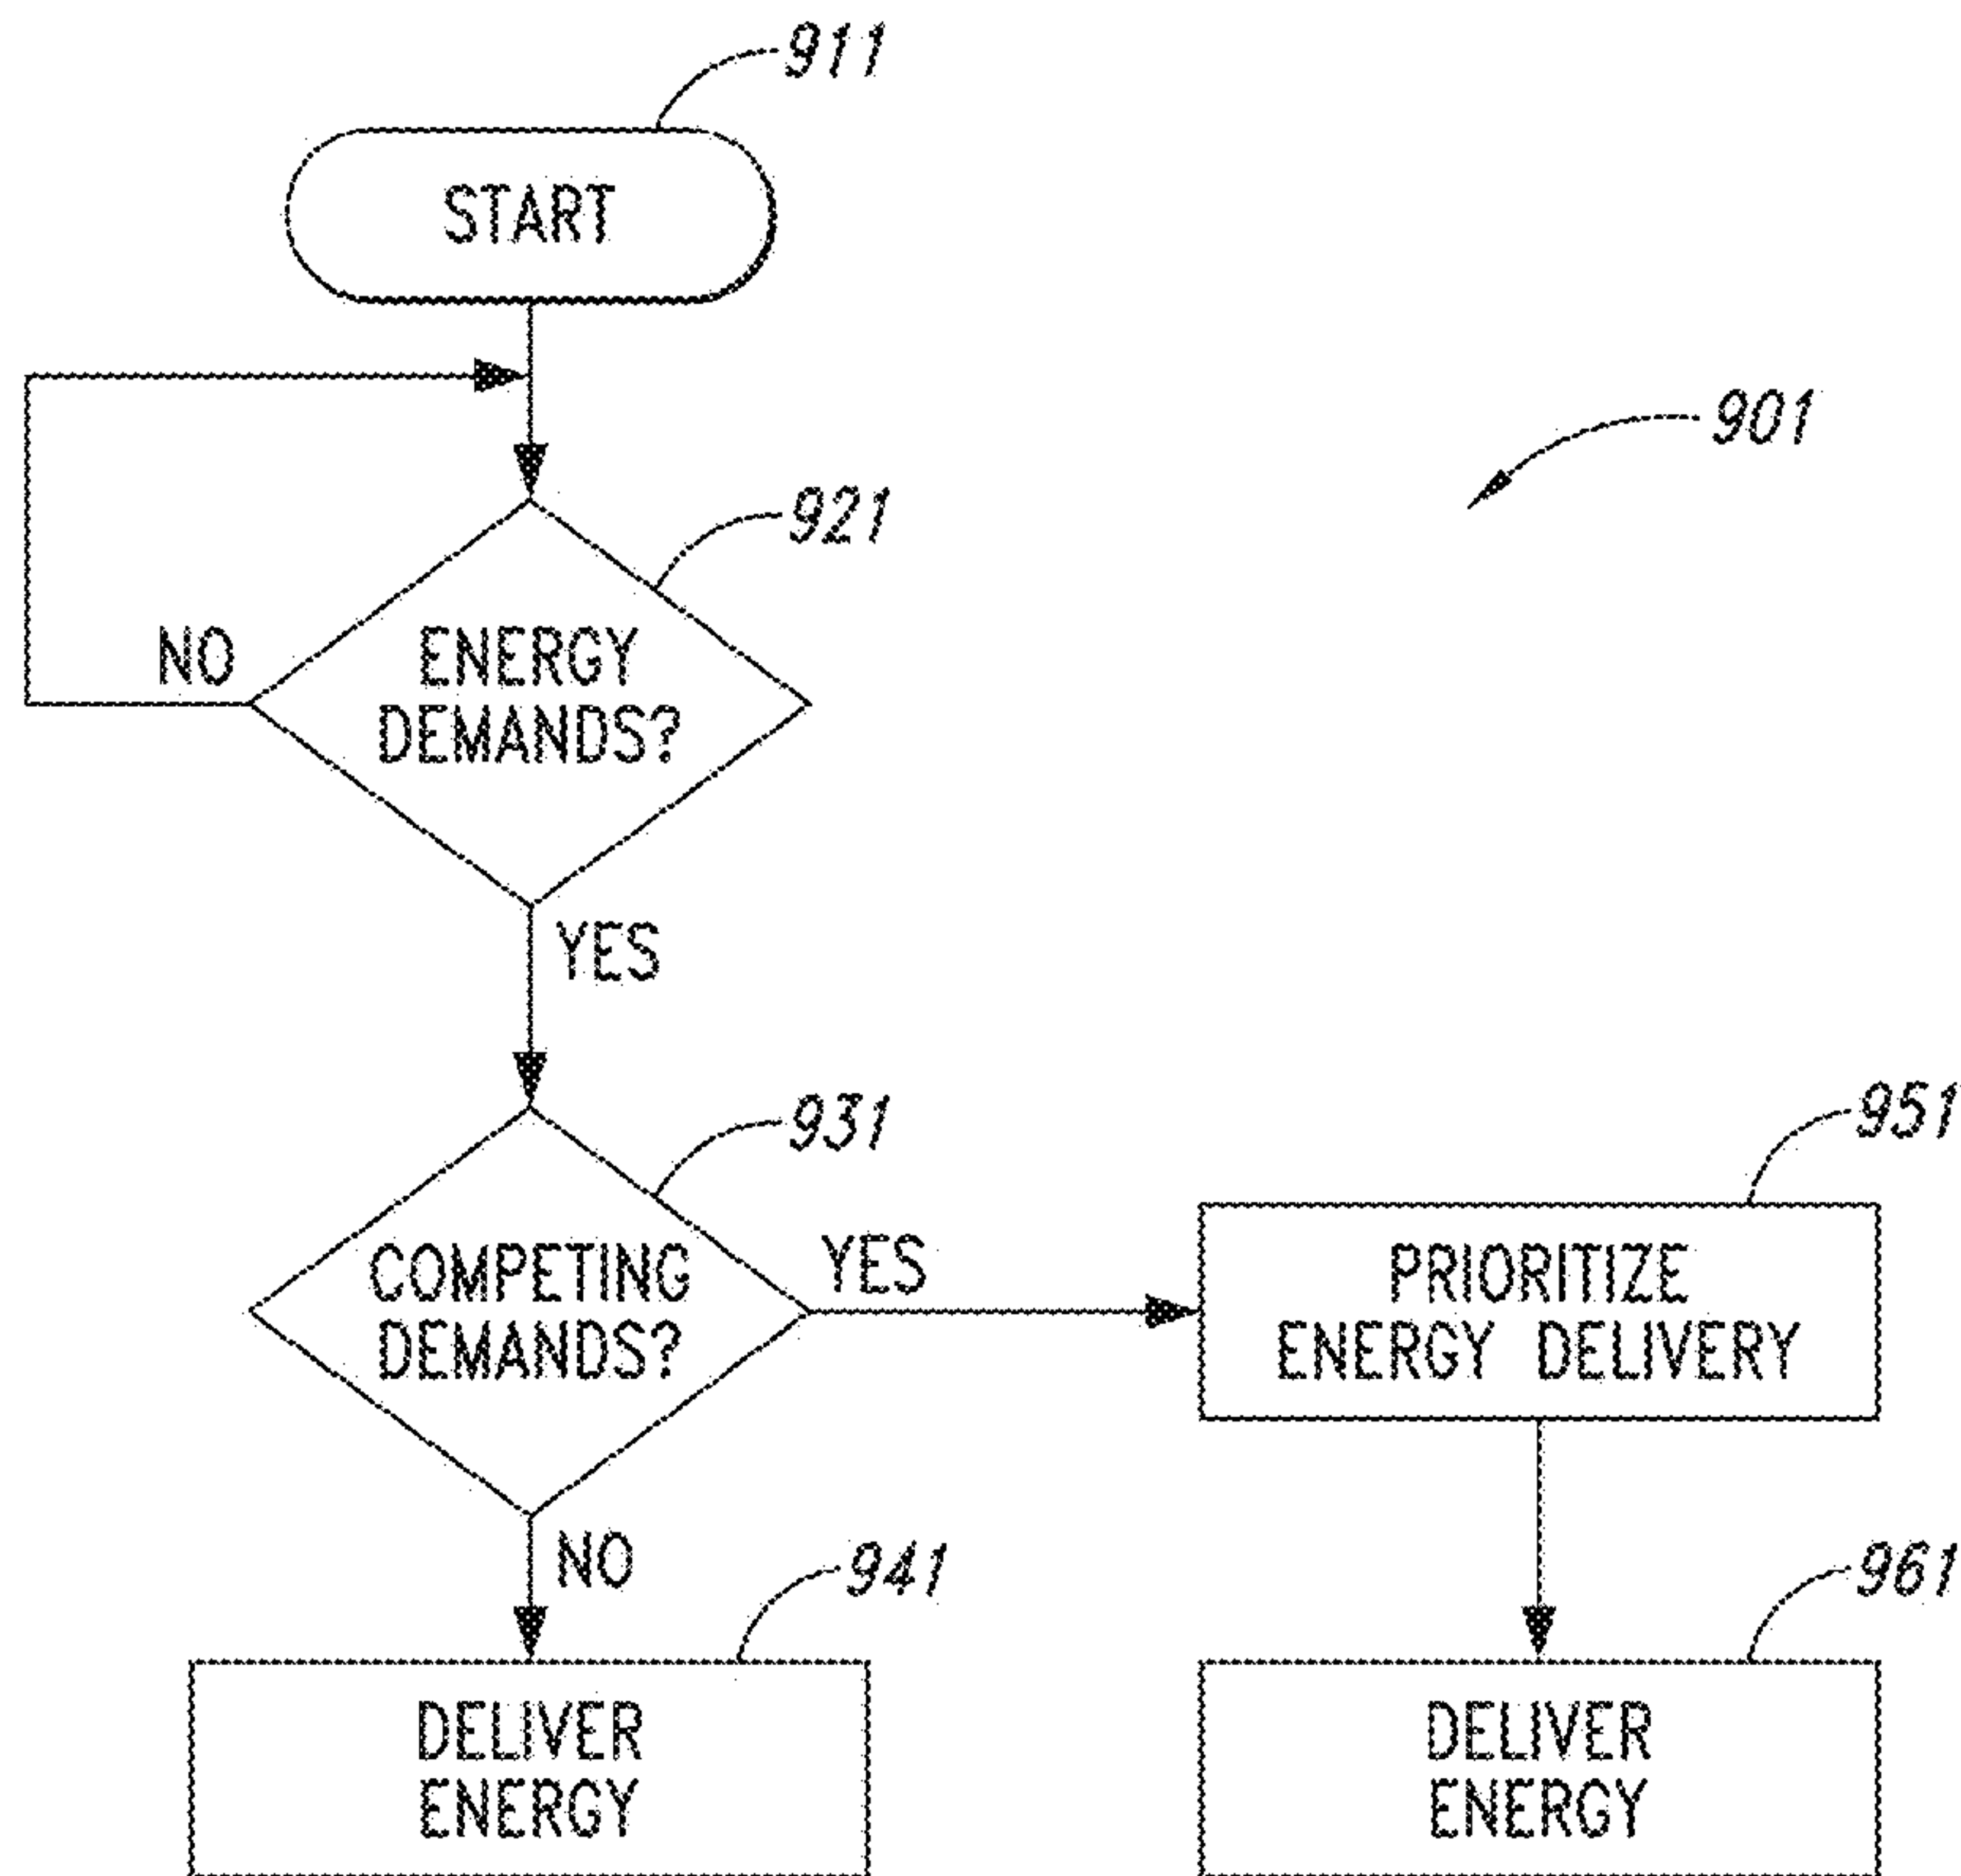 911
START
901
921
ENERGY
DEMANDS?
NO
YES
931
951
COMPETING
DEMANDS?
YES
PRIORITIZE
ENERGY DELIVERY
NO
941
961
DELIVER
ENERGY
DELIVER
ENERGY